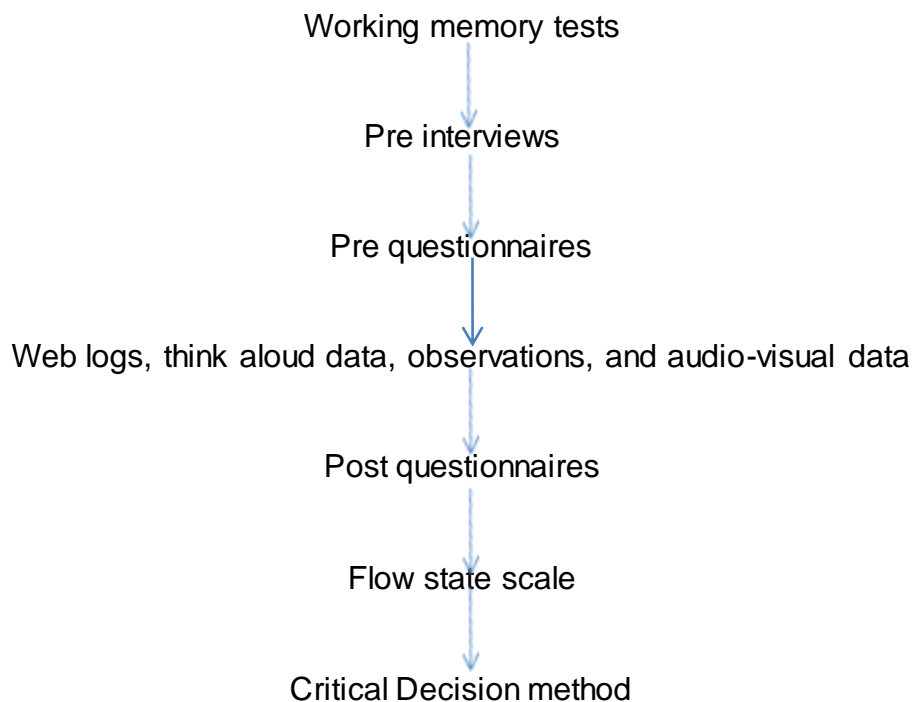 Working memory tests
Pre interviews
Pre questionnaires
Web logs, think aloud data, observations, and audio-visual data
Post questionnaires
Flow state scale
Critical Decision method